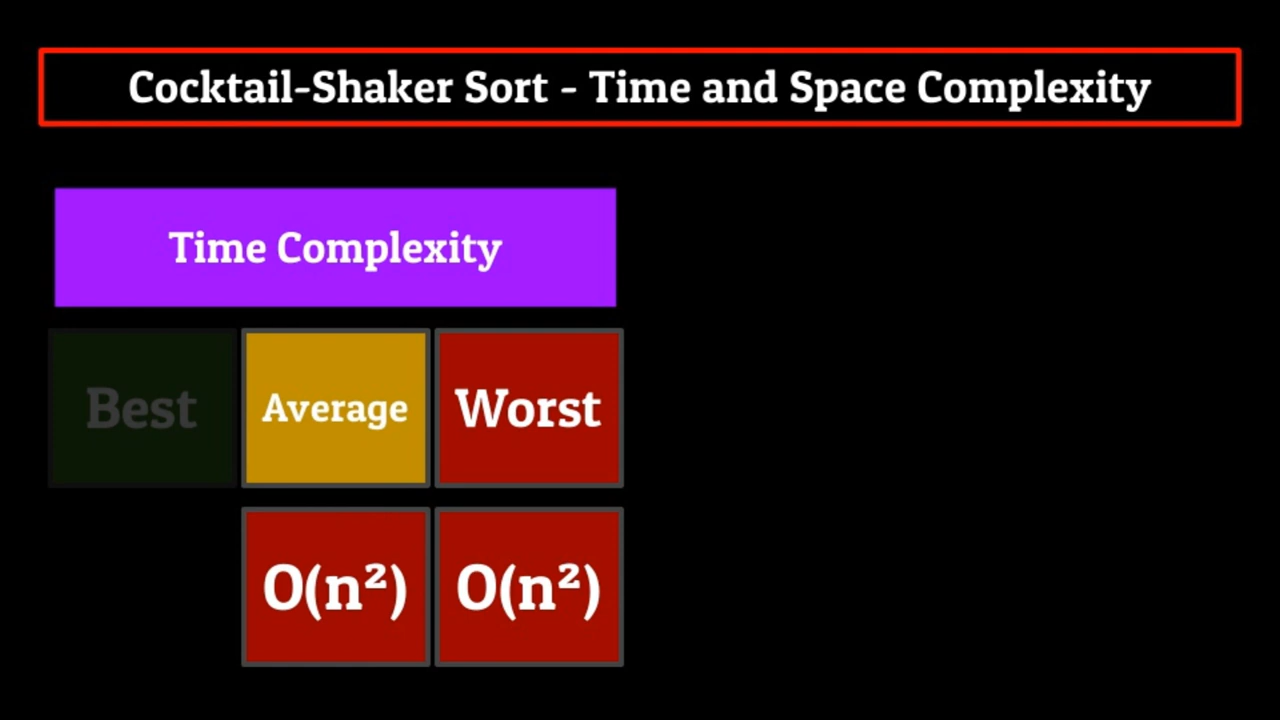 Cocktail-Shaker Sort - Time and Space Complexity
Time Complexity
Best Average Worst
O(n²) O(n²)